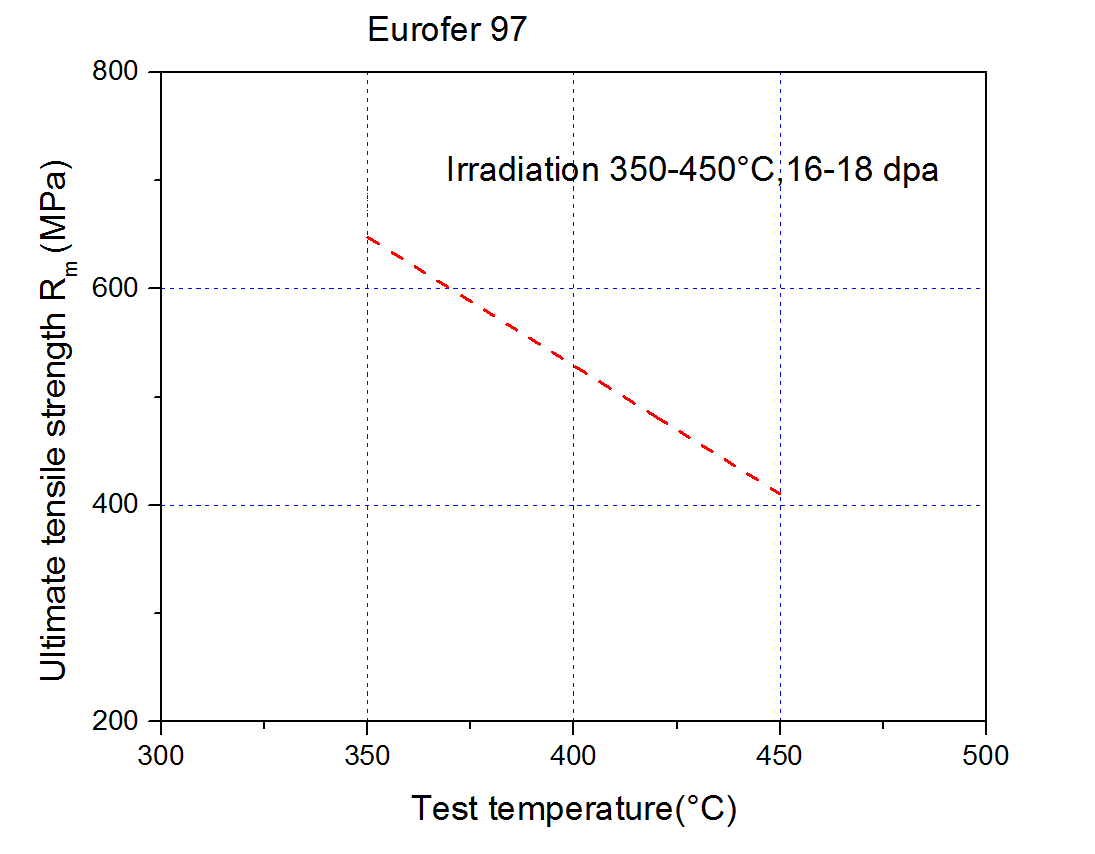 Eurofer 97
800
Irradiation 350-450°C,16-18 dpa
600
400
200
Ultimate tensile strength Rm (MPa)
300 350 400 450 500
Test temperature(°C)